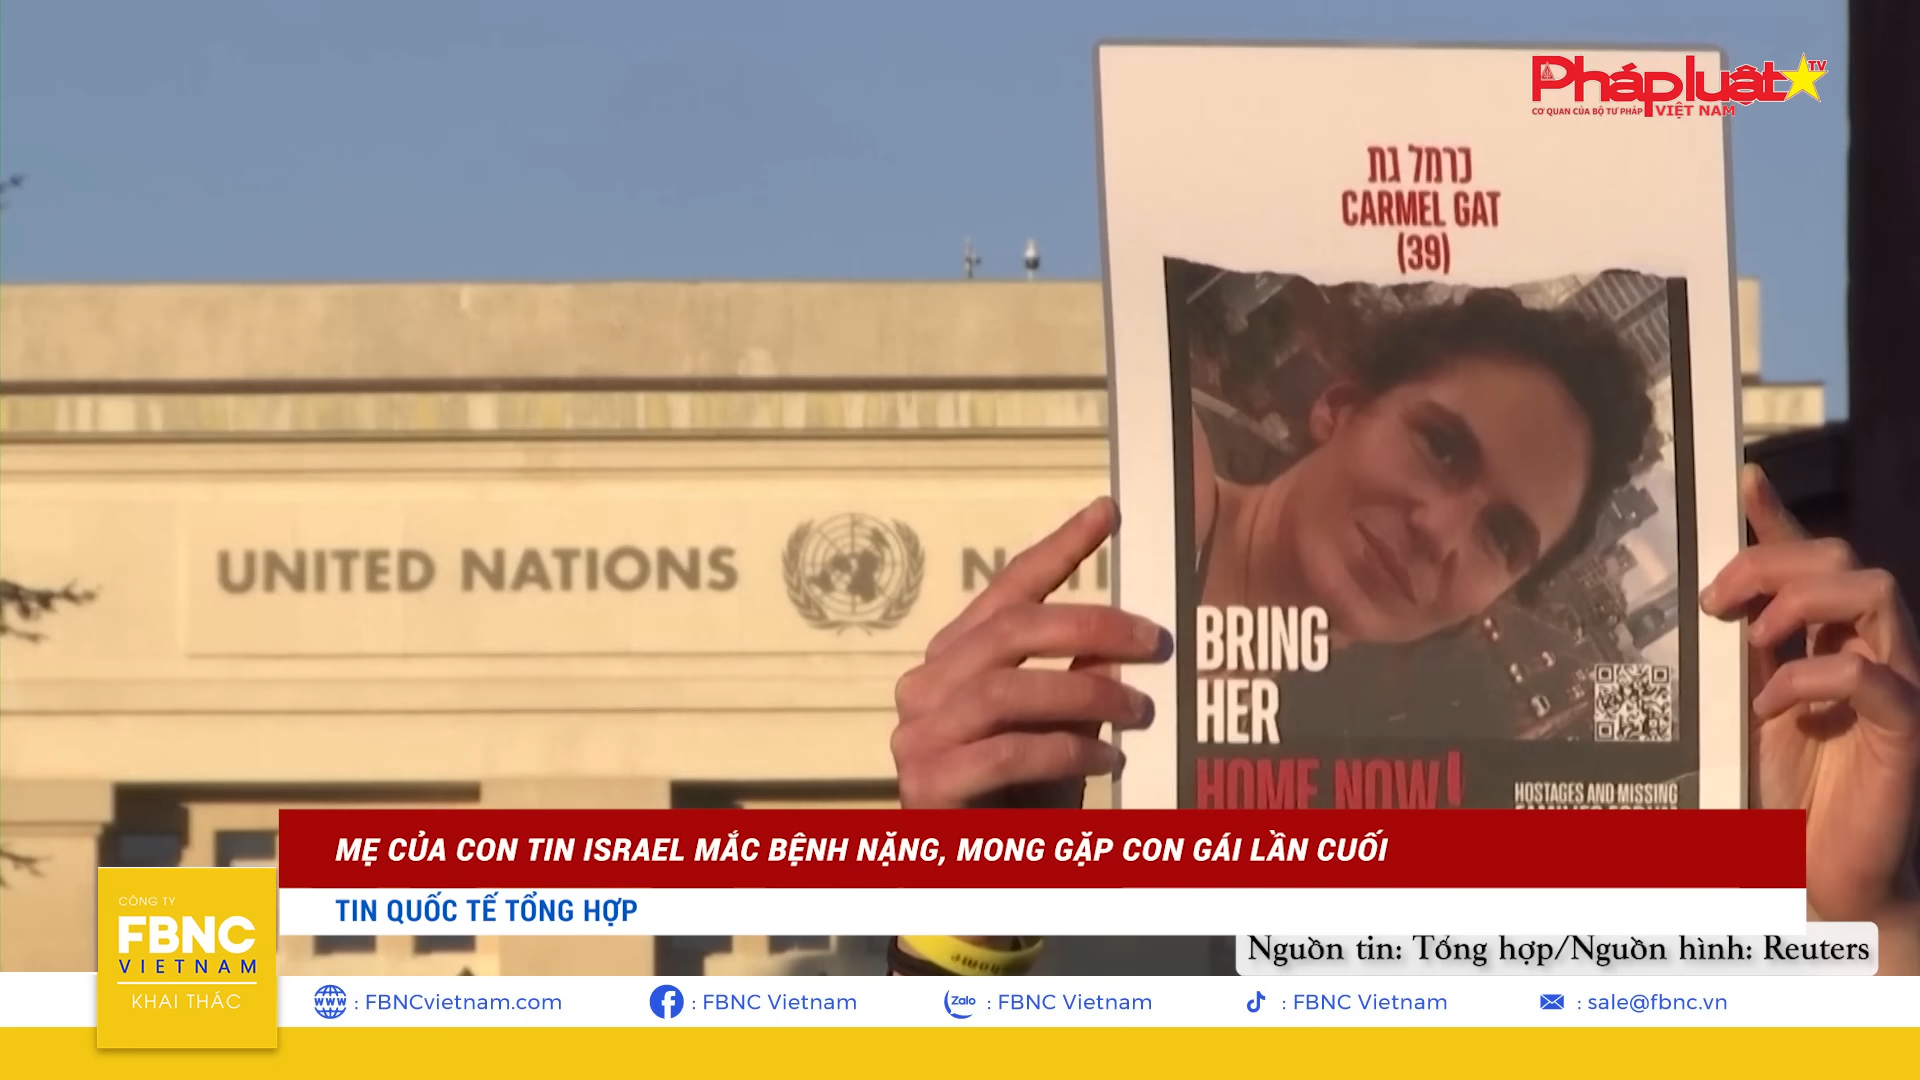 Pháp luật TV
CƠ QUAN CỦA BỘ TƯ PHÁP VIỆT NAM
כרמל גת
CARMEL GAT
(39)
UNITED NATIONS
BRING
HER
HOME NOW!
HOSTAGES AND MISSING
MẸ CỦA CON TIN ISRAEL MẮC BỆNH NẶNG, MONG GẶP CON GÁI LẦN CUỐI
TIN QUỐC TẾ TỔNG HỢP
Nguồn tin: Tổng hợp/Nguồn hình: Reuters
CÔNG TY
FBNC
VIETNAM
KHAI THÁC
www : FBNCvietnam.com
: FBNC Vietnam
Zalo : FBNC Vietnam
: FBNC Vietnam
: sale@fbnc.vn